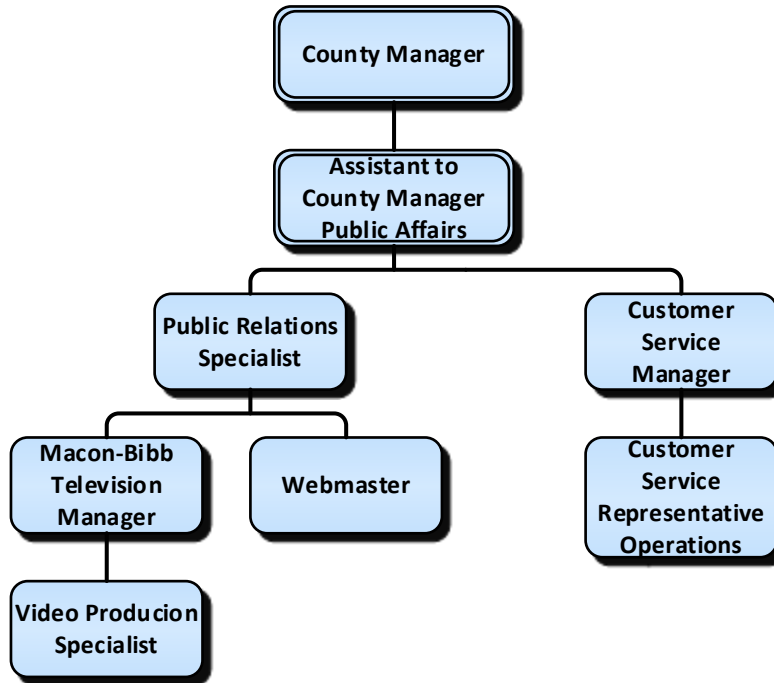 County Manager
Assistant to
County Manager
Public Affairs
Public Relations
Specialist
Customer
Service
Manager
Macon-Bibb
Television
Manager
Webmaster
Customer
Service
Representative
Operations
Video Producion
Specialist